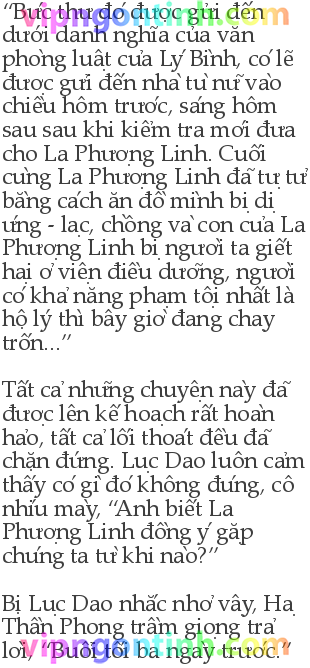 vipngontinh.com
“Bức thư đó được gửi đến
dưới danh nghĩa của văn
phòng luật của Lý Bình, có lẽ
được gửi đến nhà tù nữ vào
chiều hôm trước, sáng hôm
sau sau khi kiểm tra mới đưa
cho La Phượng Linh. Cuối
cùng La Phượng Linh đã tự tử
bằng cách ăn đồ mình bị dị
ứng - lạc, chồng và con của La
Phượng Linh bị người ta giết
hại ở viện điều dưỡng, người
có khả năng phạm tội nhất là
hộ lý thì bây giờ đang chạy
trốn...”
Tất cả những chuyện này đã
được lên kế hoạch rất hoàn
hảo, tất cả lối thoát đều đã
chặn đứng. Lục Dao luôn cảm
thấy có gì đó không đúng, cô
nhíu mày, “Anh biết La
Phượng Linh đồng ý gặp
chúng ta từ khi nào?”
Bị Lục Dao nhắc nhở vậy, Hạ
Thần Phong trầm giọng trả
lời, “Buổi tối ba ngày trước.”
vipngontinh.com